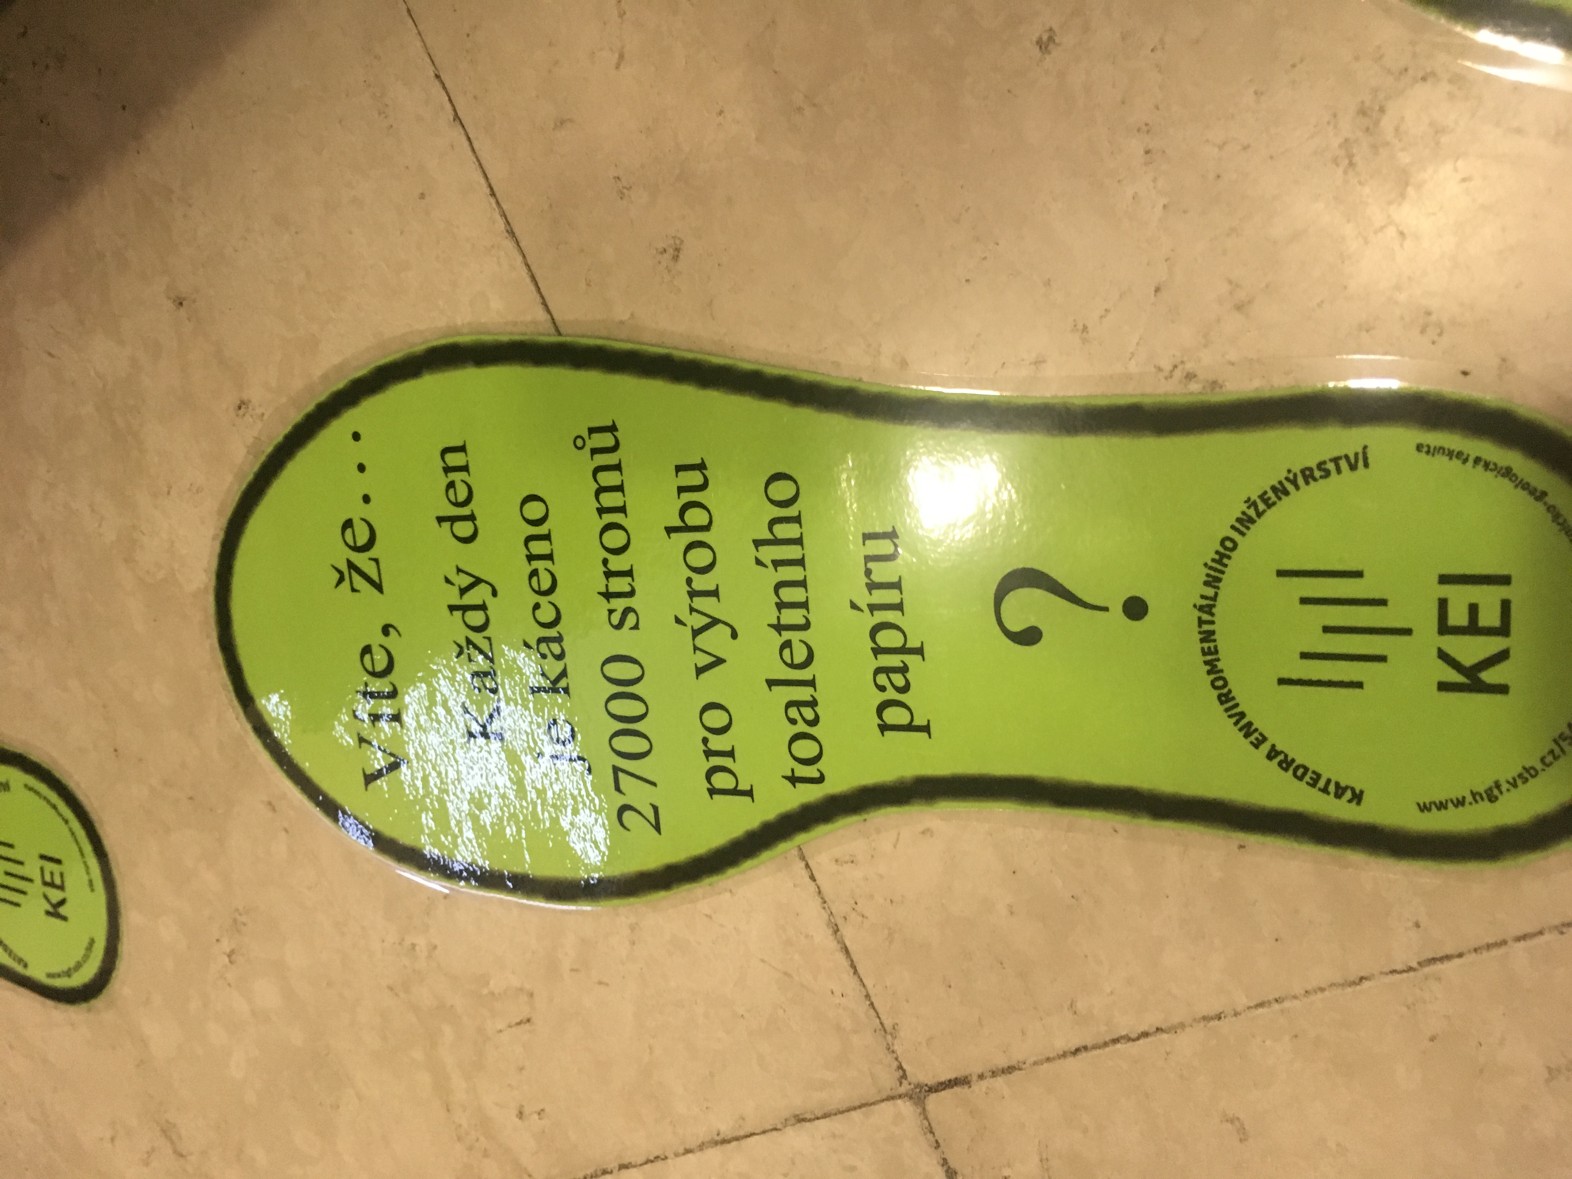 Víte, že...
Každý den
je káceno
27000 stromů
pro výrobu
toaletního
papíru
?
KATEDRA ENVIROMENTÁLNÍHO INŽENÝRSTVÍ
KEI
www.hgf.vsb.cz/
fakulta
KEI